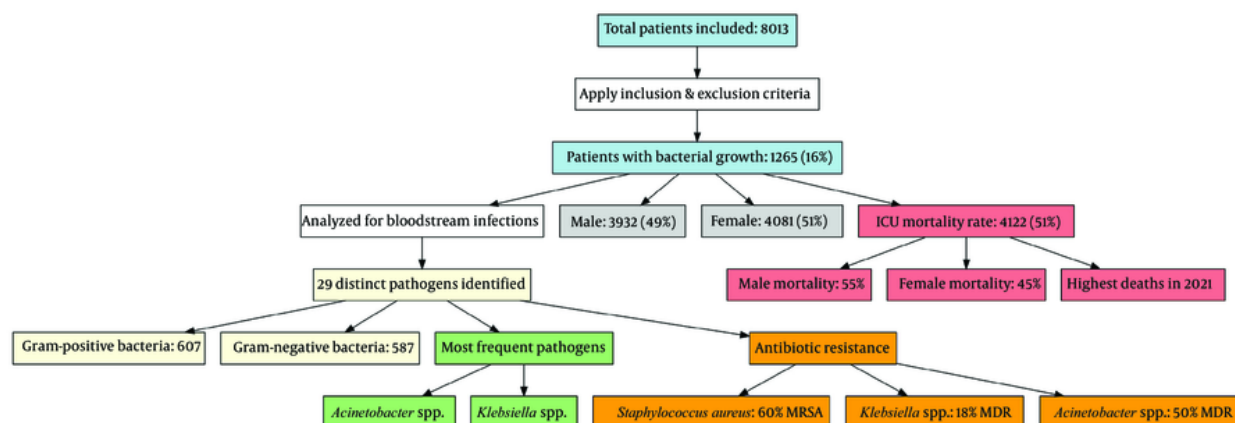 Total patients included: 8013
Apply inclusion & exclusion criteria
Patients with bacterial growth: 1265 (16%)
Analyzed for bloodstream infections
Male: 3932 (49%)
Female: 4081 (51%)
ICU mortality rate: 4122 (51%)
29 distinct pathogens identified
Male mortality: 55%
Female mortality: 45%
Highest deaths in 2021
Gram-positive bacteria: 607
Gram-negative bacteria: 587
Most frequent pathogens
Antibiotic resistance
Acinetobacter spp.
Klebsiella spp.
Staphylococcus aureus: 60% MRSA
Klebsiella spp.: 18% MDR
Acinetobacter spp.: 50% MDR